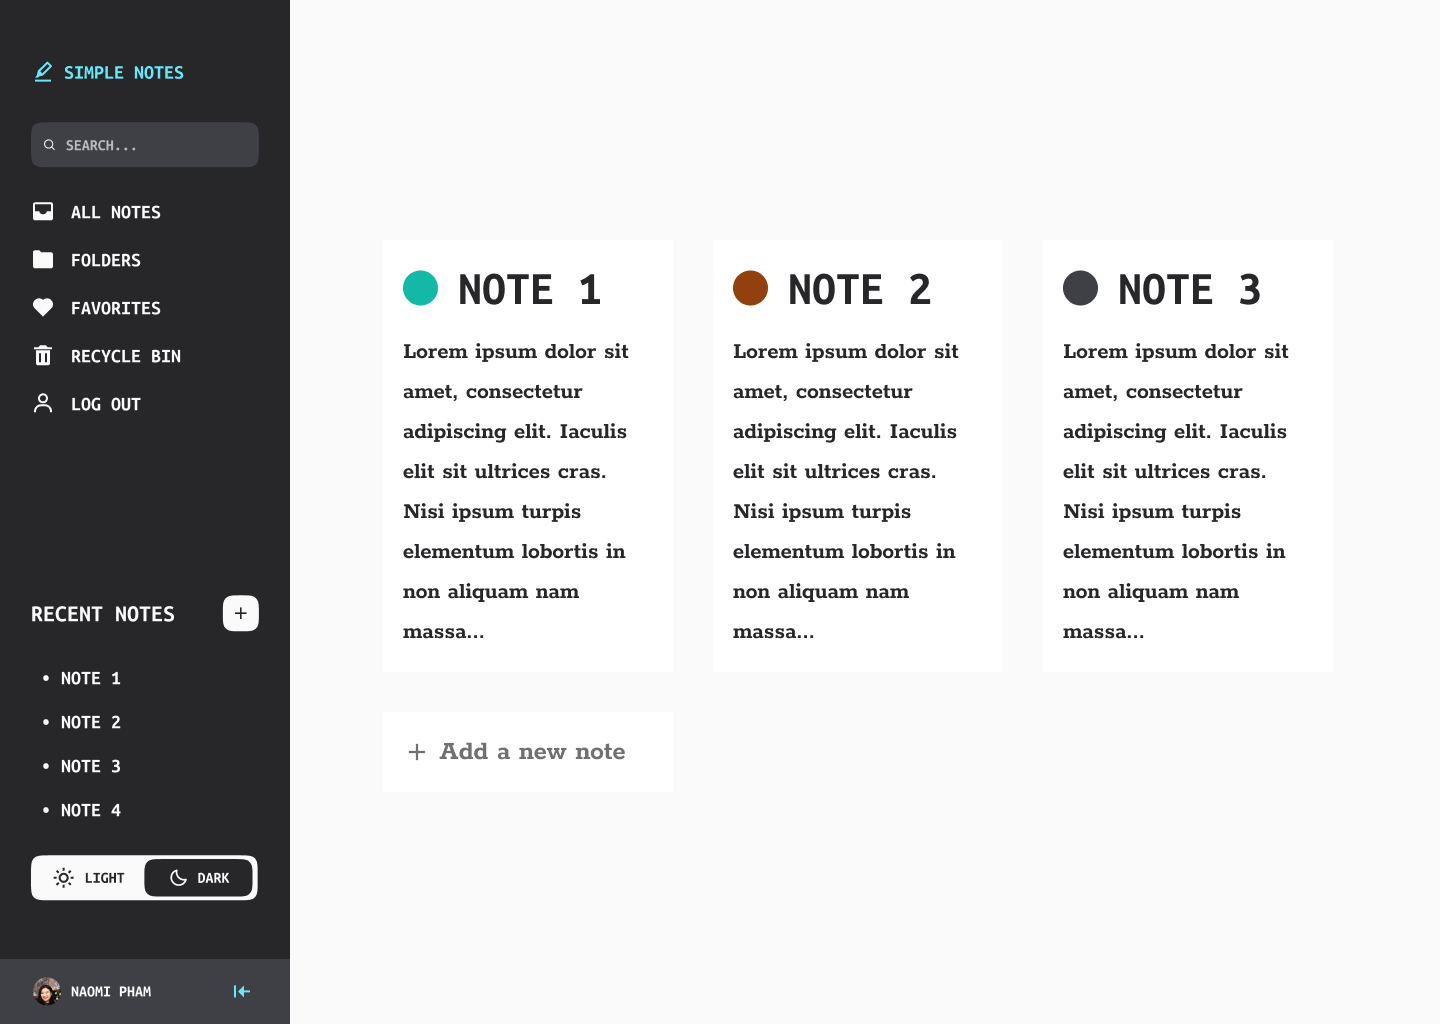 SIMPLE NOTES
SEARCH...
ALL NOTES
FOLDERS
FAVORITES
RECYCLE BIN
LOG OUT
RECENT NOTES
+
• NOTE 1
• NOTE 2
• NOTE 3
• NOTE 4
LIGHT
DARK
NAOMI PHAM
NOTE 1
Lorem ipsum dolor sit
amet, consectetur
adipiscing elit. Iaculis
elit sit ultrices cras.
Nisi ipsum turpis
elementum lobortis in
non aliquam nam
massa...
NOTE 2
Lorem ipsum dolor sit
amet, consectetur
adipiscing elit. Iaculis
elit sit ultrices cras.
Nisi ipsum turpis
elementum lobortis in
non aliquam nam
massa...
NOTE 3
Lorem ipsum dolor sit
amet, consectetur
adipiscing elit. Iaculis
elit sit ultrices cras.
Nisi ipsum turpis
elementum lobortis in
non aliquam nam
massa...
+ Add a new note